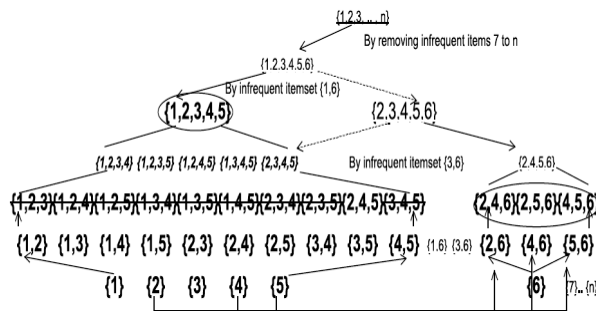 {1,2,3. . . . , n}
By removing infrequent items 7 to n
{1.2.3.4.5.6}
By infrequent itemset {1,6}
{1,2,3,4,5}
{2.3.4.5.6}
{1,2,3,4} {1,2,3,5} {1,2,4,5} {1,3,4,5} {2,3,4,5}
By infrequent itemset {3,6}
{2.4.5.6}
{1,2,3}{1,2,4}{1,2,5}{1,3,4}{1,3,5}{1,4,5}{2,3,4}{2,3,5}{2,4,5}{3,4,5}
{2,4,6}{2,5,6}{4,5,6}
{1,2} {1,3} {1,4} {1,5} {2,3} {2,4} {2,5} {3,4} {3,5} {4,5} {1.6} {3.6} {2,6} {4,6} {5,6}
{1} {2} {3} {4} {5} {6} {7}.. {n}